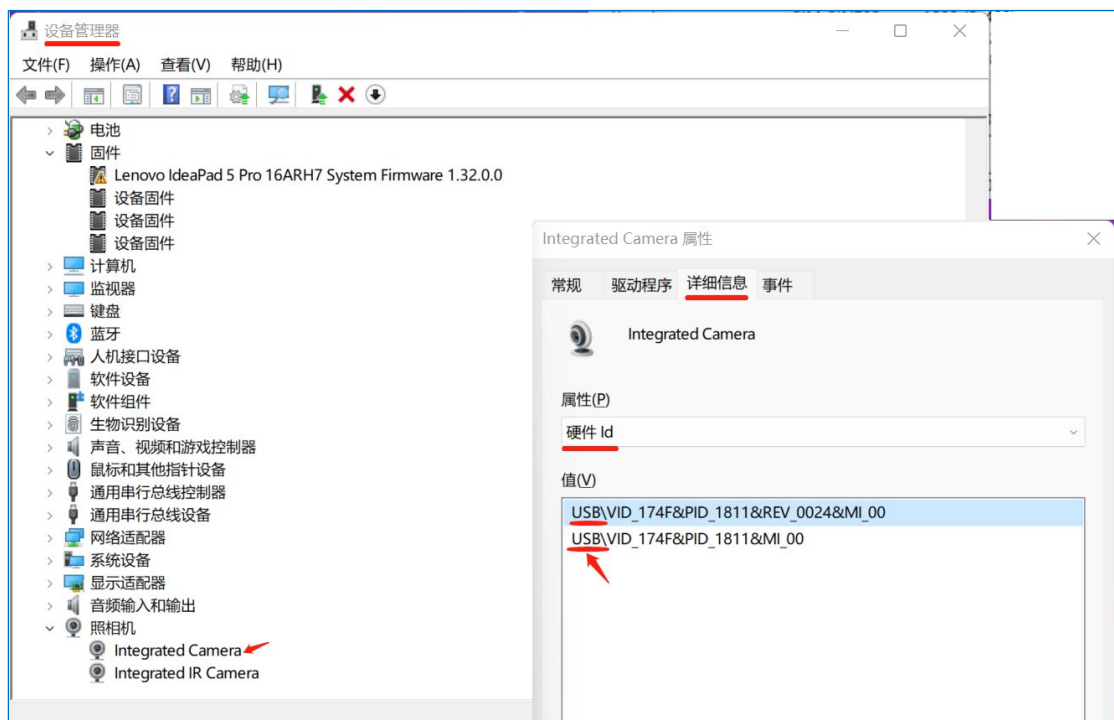 设备管理器
文件(F) 操作(A) 查看(V) 帮助(H)
电池
固件
Lenovo IdeaPad 5 Pro 16ARH7 System Firmware 1.32.0.0
设备固件
设备固件
设备固件
计算机
监视器
键盘
蓝牙
人机接口设备
软件设备
软件组件
生物识别设备
声音、视频和游戏控制器
鼠标和其他指针设备
通用串行总线控制器
通用串行总线设备
网络适配器
系统设备
显示适配器
音频输入和输出
照相机
Integrated Camera
Integrated IR Camera
Integrated Camera 属性
常规 驱动程序 详细信息 事件
Integrated Camera
属性(P)
硬件 Id
值(V)
USB\VID_174F&PID_1811&REV_0024&MI_00
USB\VID_174F&PID_1811&MI_00